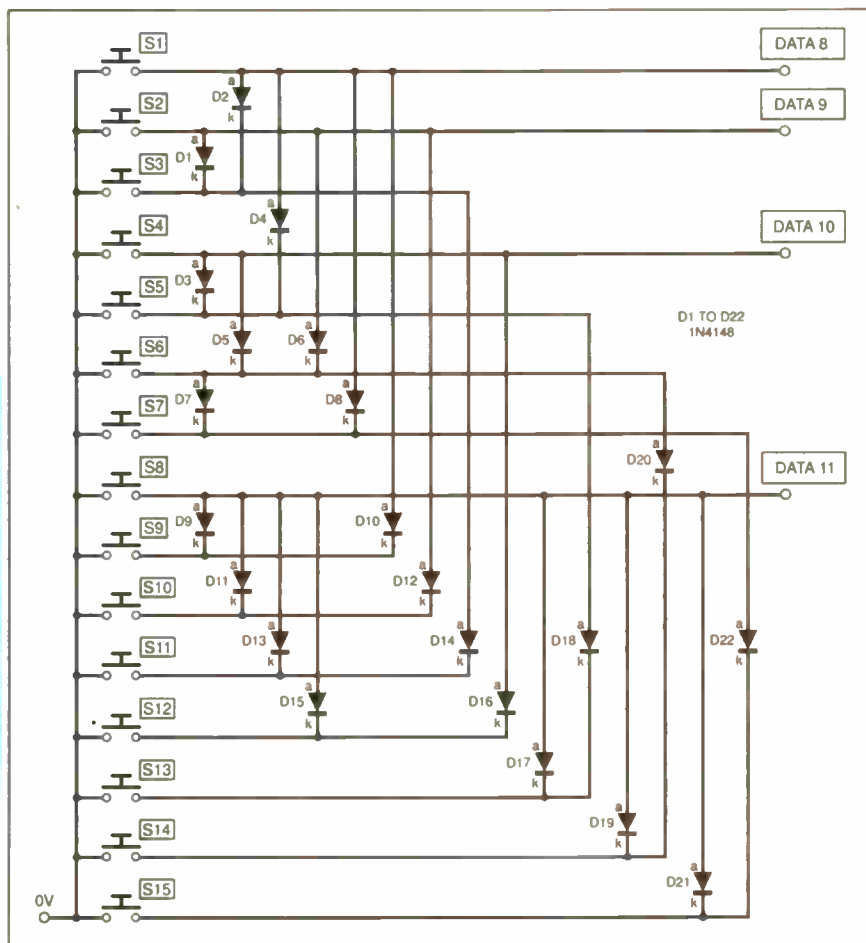 S1
DATA 8
a
a
a
a
D2
k
S2
DATA 9
a
D1
k
S3
a
D4
k
S4
DATA 10
a
D3
k
S5
a
D5
k
a
D6
k
D1 TO D22
1N4148
S6
a
D7
k
a
D8
k
S7
a
D20
k
S8
DATA 11
a
D9
k
a
D10
k
S9
a
D11
k
a
D12
k
S10
a
D13
k
a
D14
k
a
D18
k
a
D22
k
S11
a
D15
k
a
D16
k
S12
a
D17
k
S13
a
D19
k
S14
a
D21
k
0V
S15